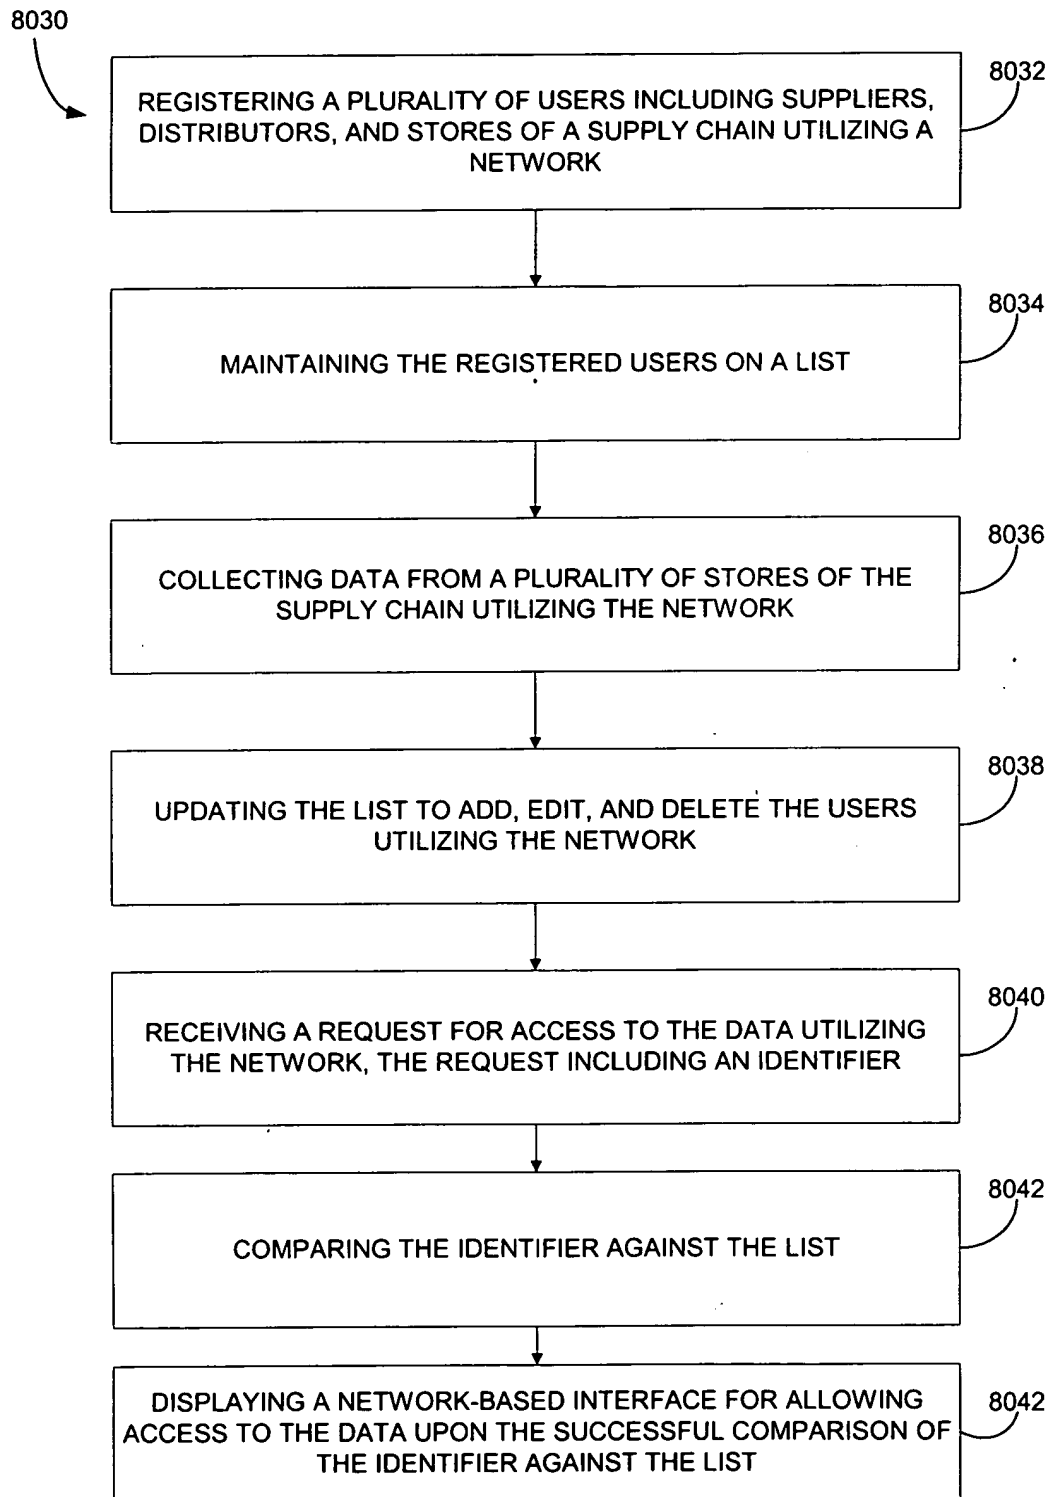 8030
8032
REGISTERING A PLURALITY OF USERS INCLUDING SUPPLIERS,
DISTRIBUTORS, AND STORES OF A SUPPLY CHAIN UTILIZING A
NETWORK
8034
MAINTAINING THE REGISTERED USERS ON A LIST
8036
COLLECTING DATA FROM A PLURALITY OF STORES OF THE
SUPPLY CHAIN UTILIZING THE NETWORK
8038
UPDATING THE LIST TO ADD, EDIT, AND DELETE THE USERS
UTILIZING THE NETWORK
8040
RECEIVING A REQUEST FOR ACCESS TO THE DATA UTILIZING
THE NETWORK, THE REQUEST INCLUDING AN IDENTIFIER
8042
COMPARING THE IDENTIFIER AGAINST THE LIST
8042
DISPLAYING A NETWORK-BASED INTERFACE FOR ALLOWING
ACCESS TO THE DATA UPON THE SUCCESSFUL COMPARISON OF
THE IDENTIFIER AGAINST THE LIST